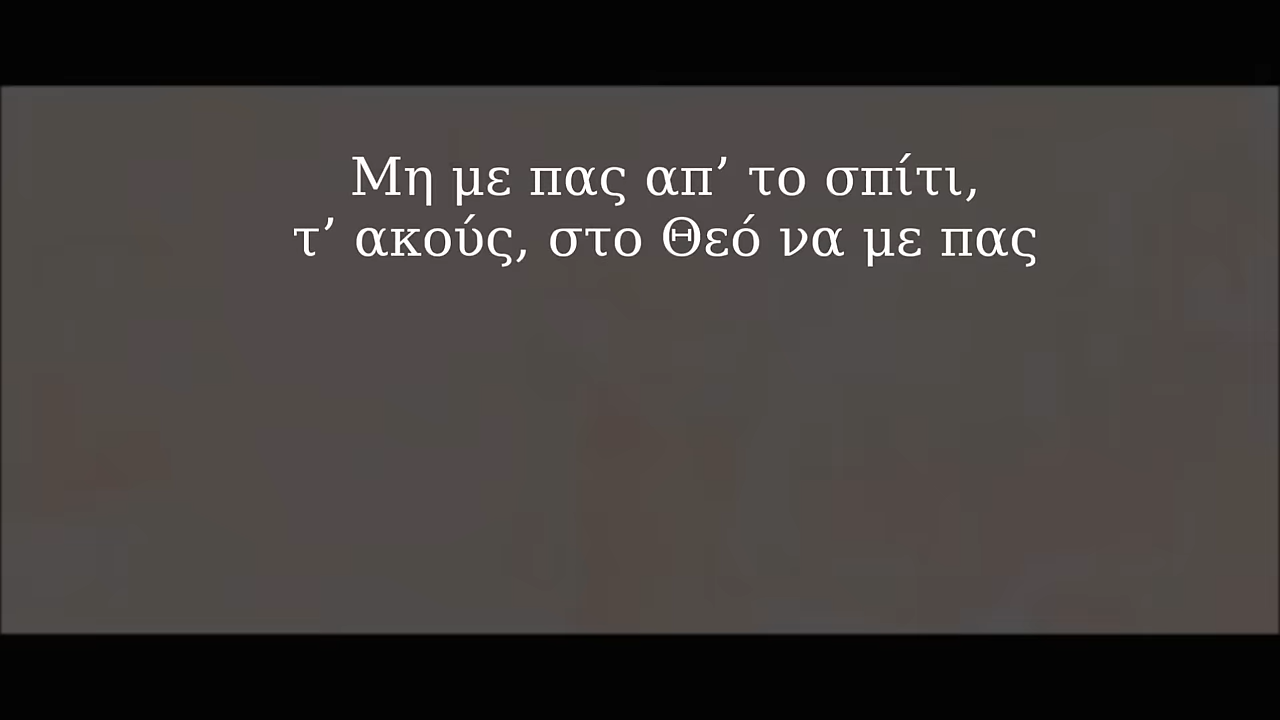 Μη με πας απ’ το σπίτι,
τ’ ακούς, στο Θεό να με πας